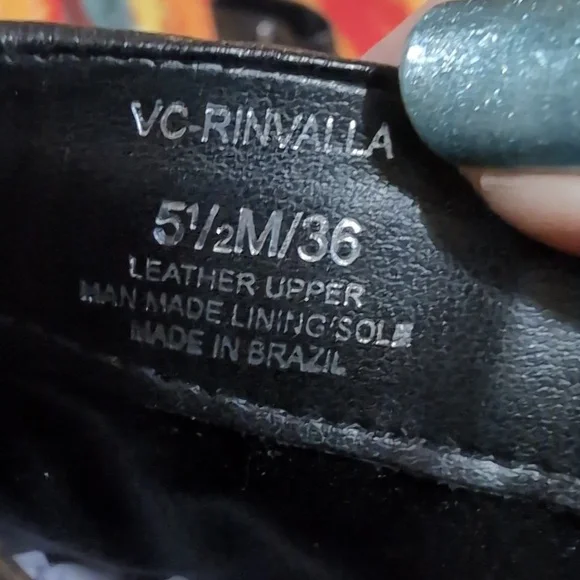 VC-RINVALLA
5½M/36
LEATHER UPPER
MAN MADE LINING/SOLE
MADE IN BRAZIL